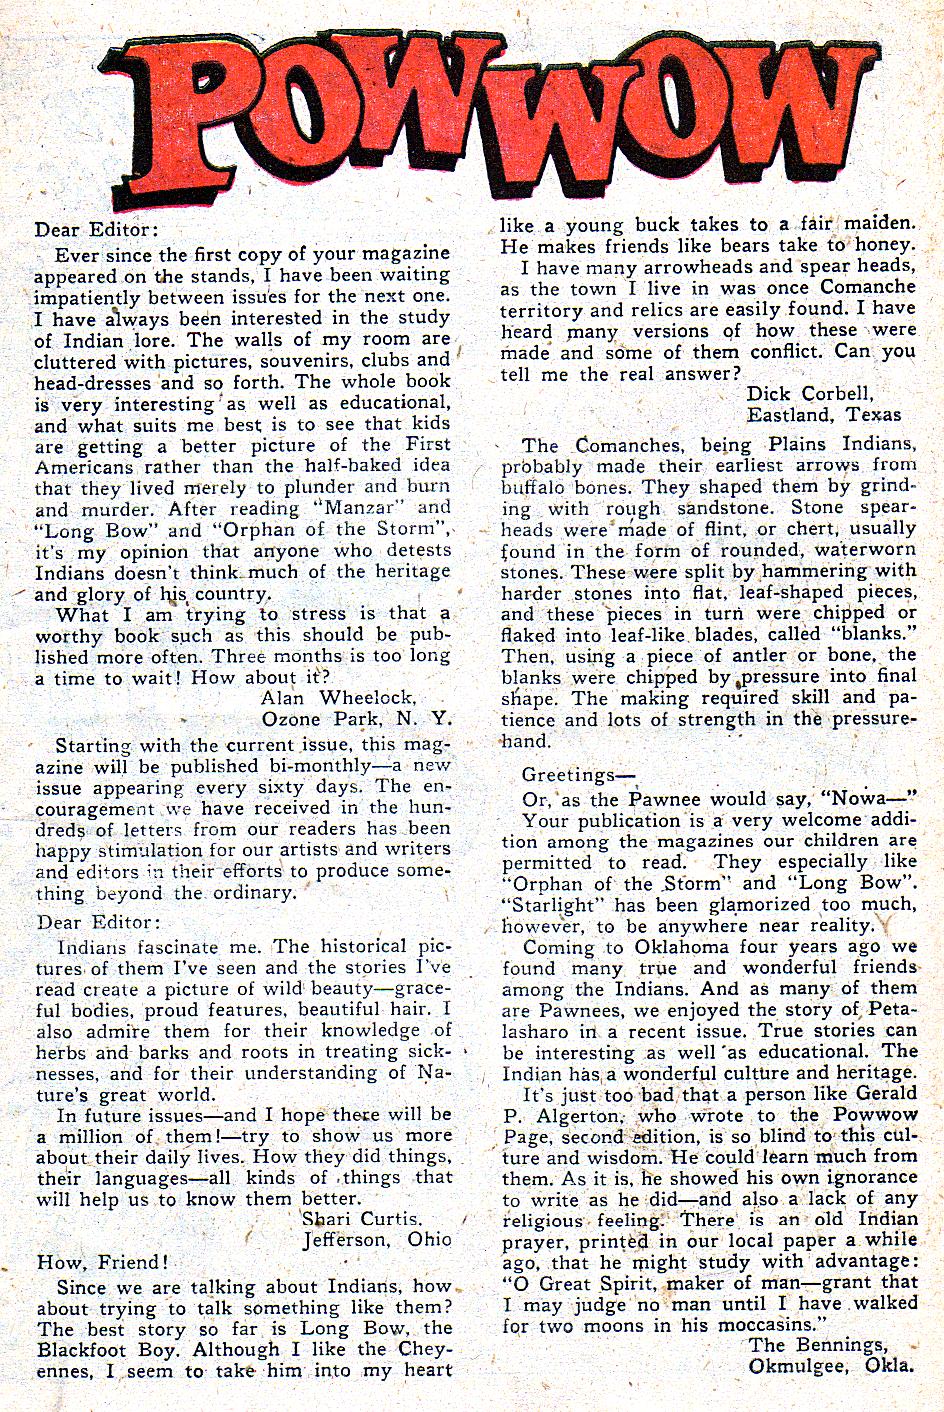 POWWOW
Dear Editor:
Ever since the first copy of your magazine
appeared on the stands, I have been waiting
impatiently between issues for the next one.
I have always been interested in the study
of Indian lore. The walls of my room are
cluttered with pictures, souvenirs, clubs and
head-dresses and so forth. The whole book
is very interesting as well as educational,
and what suits me best is to see that kids
are getting a better picture of the First
Americans rather than the half-baked idea
that they lived merely to plunder and burn
and murder. After reading "Manzar" and
"Long Bow" and "Orphan of the Storm",
it's my opinion that anyone who detests
Indians doesn't think much of the heritage
and glory of his country.
What I am trying to stress is that a
worthy book such as this should be pub-
lished more often. Three months is too long
a time to wait! How about it?
Alan Wheelock,
Ozone Park, N. Y.
Starting with the current issue, this mag-
azine will be published bi-monthly—a new
issue appearing every sixty days. The en-
couragement we have received in the hun-
dreds of letters from our readers has been
happy stimulation for our artists and writers
and editors in their efforts to produce some-
thing beyond the ordinary.
Dear Editor:
Indians fascinate me. The historical pic-
tures of them I've seen and the stories I've
read create a picture of wild beauty—grace-
ful bodies, proud features, beautiful hair. I
also admire them for their knowledge of
herbs and barks and roots in treating sick-
nesses, and for their understanding of Na-
ture's great world.
In future issues—and I hope there will be
a million of them!—try to show us more
about their daily lives. How they did things,
their languages—all kinds of things that
will help us to know them better.
Shari Curtis.
Jefferson, Ohio
How, Friend!
Since we are talking about Indians, how
about trying to talk something like them?
The best story so far is Long Bow, the
Blackfoot Boy. Although I like the Chey-
ennes, I seem to take him into my heart
like a young buck takes to a fair maiden.
He makes friends like bears take to honey.
I have many arrowheads and spear heads,
as the town I live in was once Comanche
territory and relics are easily found. I have
heard many versions of how these were
made and some of them conflict. Can you
tell me the real answer?
Dick Corbell,
Eastland, Texas
The Comanches, being Plains Indians,
probably made their earliest arrows from
buffalo bones. They shaped them by grind-
ing with rough sandstone. Stone spear-
heads were made of flint, or chert, usually
found in the form of rounded, waterworn
stones. These were split by hammering with
harder stones into flat, leaf-shaped pieces,
and these pieces in turn were chipped or
flaked into leaf-like blades, called "blanks."
Then, using a piece of antler or bone, the
blanks were chipped by pressure into final
shape. The making required skill and pa-
tience and lots of strength in the pressure-
hand.
Greetings—
Or, as the Pawnee would say, "Nowa—"
Your publication is a very welcome addi-
tion among the magazines our children are
permitted to read. They especially like
"Orphan of the Storm" and "Long Bow".
"Starlight" has been glamorized too much,
however, to be anywhere near reality.
Coming to Oklahoma four years ago we
found many true and wonderful friends
among the Indians. And as many of them
are Pawnees, we enjoyed the story of Peta-
lasharo in a recent issue. True stories can
be interesting as well as educational. The
Indian has a wonderful culture and heritage.
It's just too bad that a person like Gerald
P. Algerton, who wrote to the Powwow
Page, second edition, is so blind to this cul-
ture and wisdom. He could learn much from
them. As it is, he showed his own ignorance
to write as he did—and also a lack of any
religious feeling. There is an old Indian
prayer, printed in our local paper a while
ago, that he might study with advantage:
"O Great Spirit, maker of man—grant that
I may judge no man until I have walked
for two moons in his moccasins."
The Bennings,
Okmulgee, Okla.